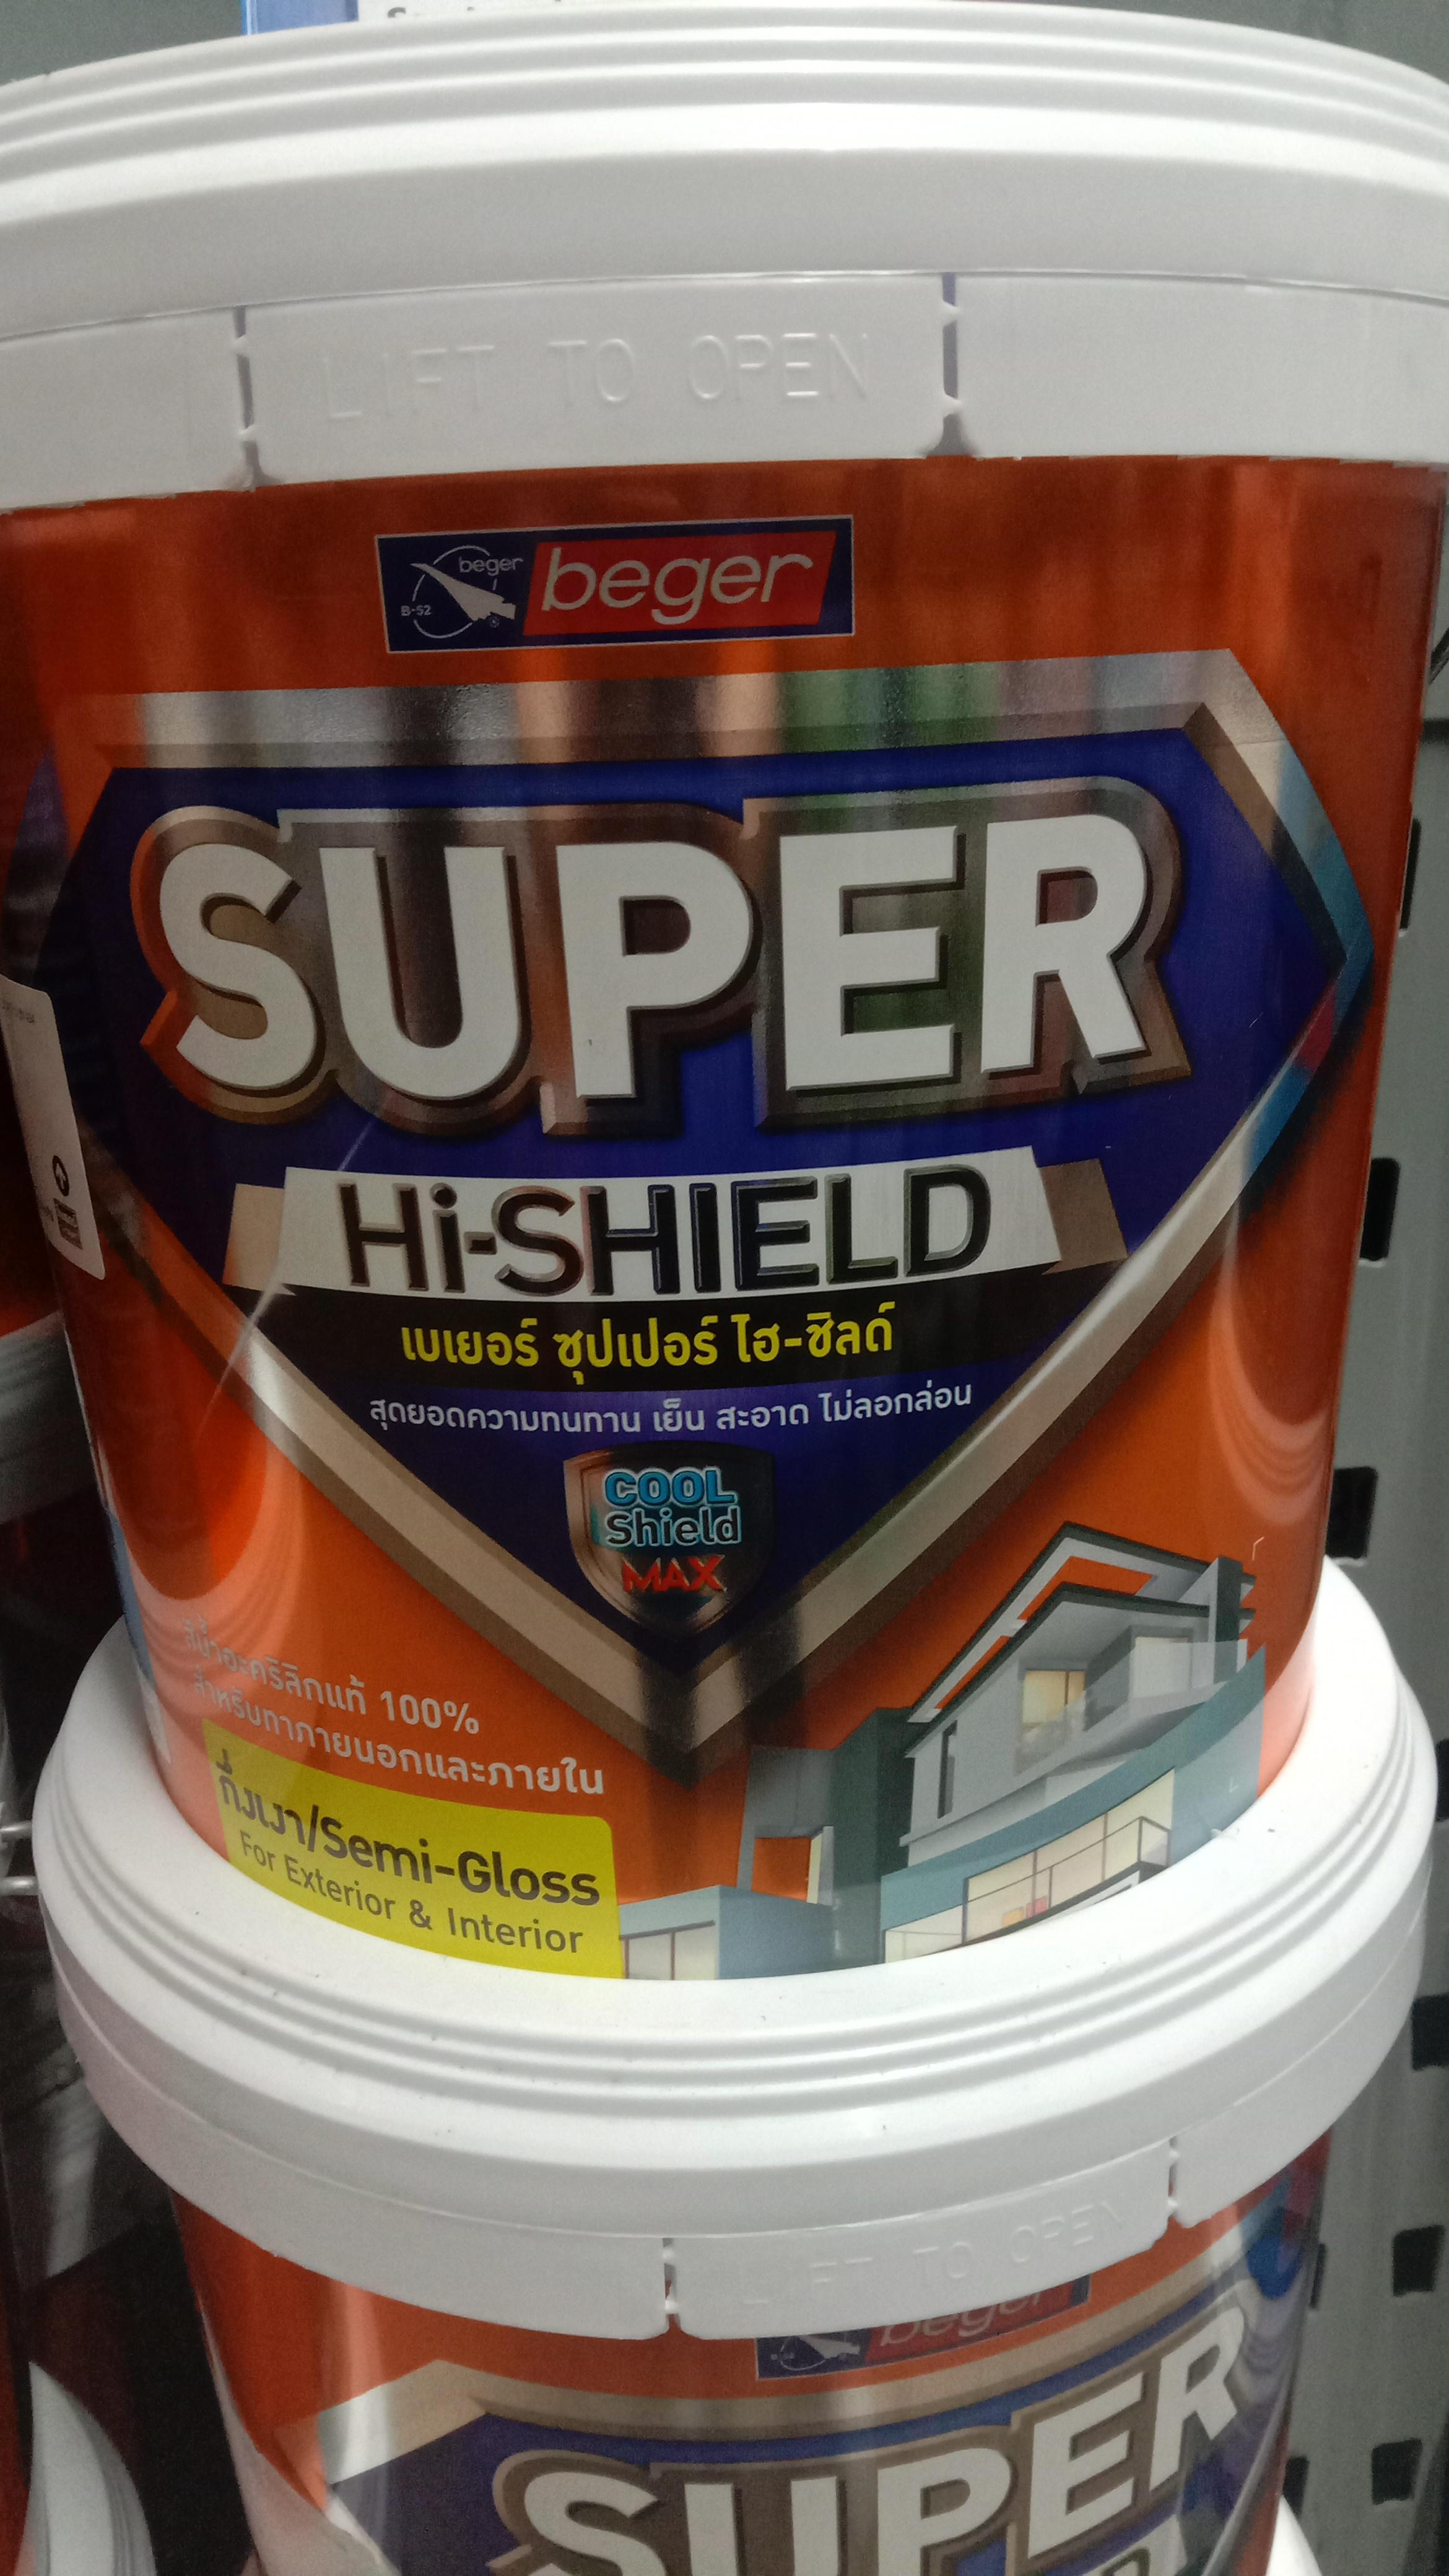 LIFT TO OPEN
beger
B-52
beger
SUPER
Hi-SHIELD
เบเยอร์ ซุปเปอร์ ไฮ-ชิลด์
สุดยอดความทนทาน เย็น สะอาด ไม่ลอกล่อน
COOL
Shield
MAX
สีน้ำอะคริลิกแท้ 100%
สำหรับทาภายนอกและภายใน
กึ่งเงา/Semi-Gloss
For Exterior & Interior
LIFT TO OPEN
beger
SUPER